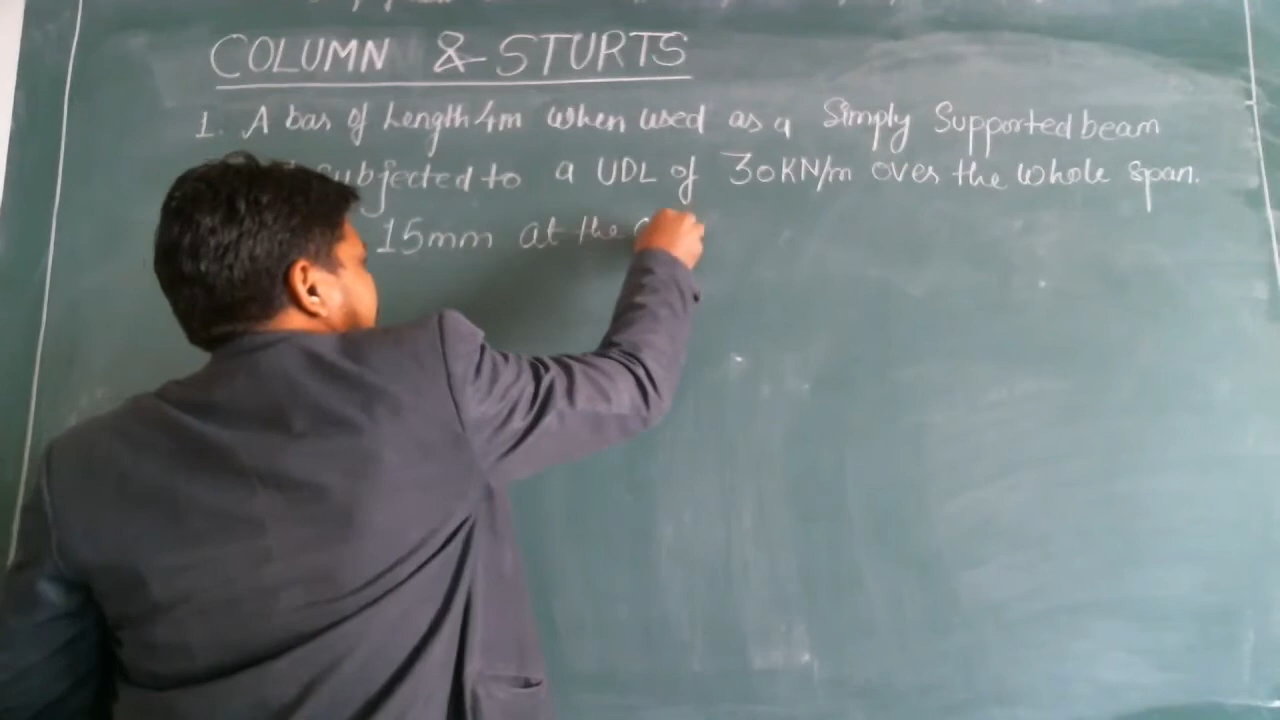 COLUMN & STURTS
1. A bar of Length 4m when used as a Simply Supported beam
subjected to a UDL of 30KN/m over the whole span.
15mm at the